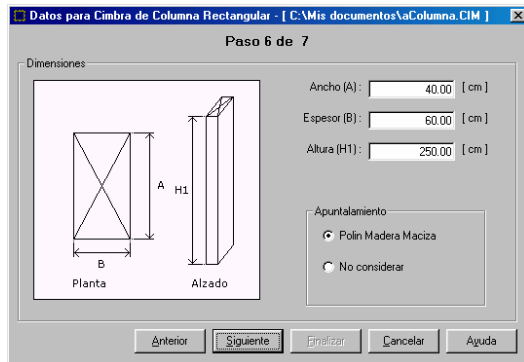 Datos para Cimbra de Columna Rectangular - [ C:\Mis documentos\aColumna.CIM ]
Paso 6 de 7
Dimensiones
Ancho (A) : 40.00 [ cm ]
Espesor (B) : 60.00 [ cm ]
Altura (H1) : 250.00 [ cm ]
A
H1
B
Planta
Alzado
Apuntalamiento
Polin Madera Maciza
No considerar
Anterior
Siguiente
Finalizar
Cancelar
Ayuda